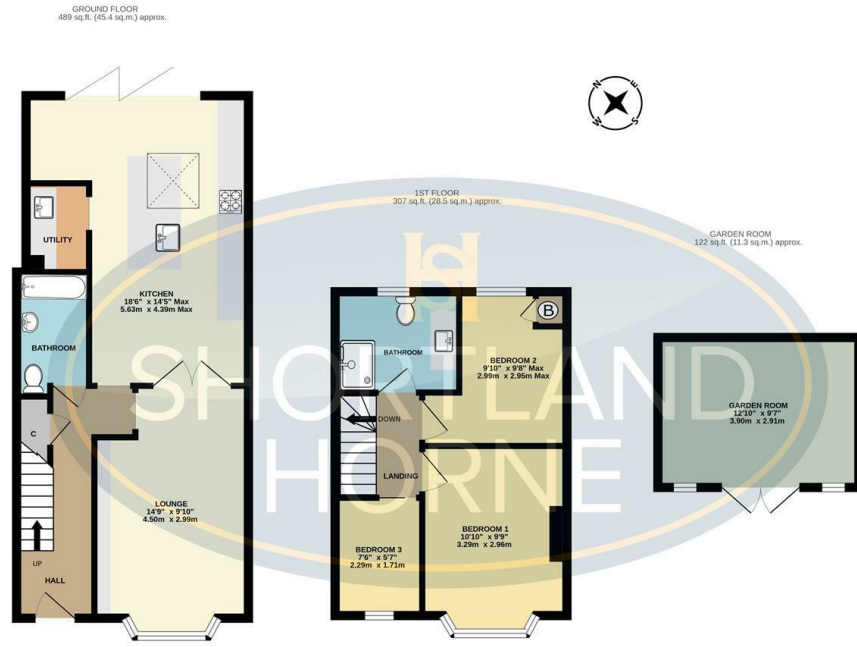 GROUND FLOOR
489 sq.ft. (45.4 sq.m.) approx.
UTILITY
KITCHEN
18'6" x 14'5" Max
5.63m x 4.39m Max
BATHROOM
C
LOUNGE
14'9" x 9'10"
4.50m x 2.99m
UP
HALL
1ST FLOOR
307 sq.ft. (28.5 sq.m.) approx.
BATHROOM
B
BEDROOM 2
9'10" x 9'8" Max
2.99m x 2.95m Max
DOWN
LANDING
BEDROOM 1
10'10" x 9'9"
3.29m x 2.96m
BEDROOM 3
7'6" x 5'7"
2.29m x 1.71m
N
E
S
W
GARDEN ROOM
122 sq.ft. (11.3 sq.m.) approx.
GARDEN ROOM
12'10" x 9'7"
3.90m x 2.91m
SH
SHORTLAND
HORNE